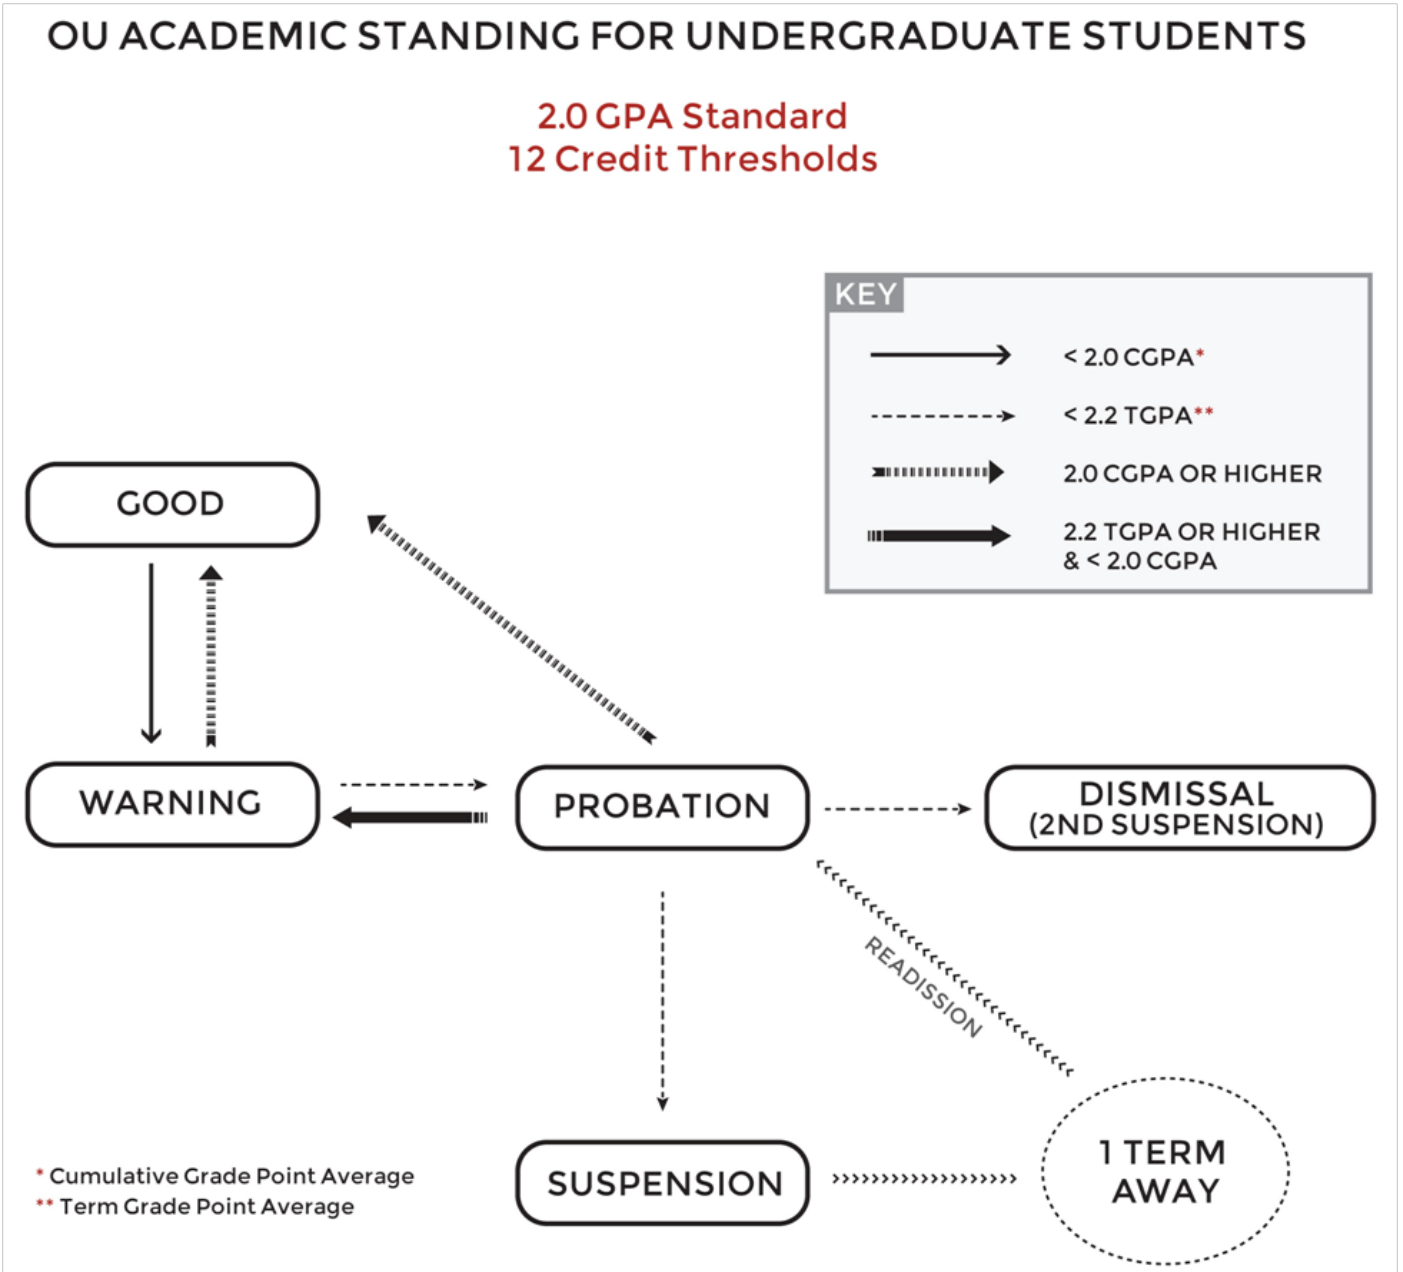 OU ACADEMIC STANDING FOR UNDERGRADUATE STUDENTS
2.0 GPA Standard
12 Credit Thresholds
KEY
< 2.0 CGPA*
< 2.2 TGPA**
2.0 CGPA OR HIGHER
2.2 TGPA OR HIGHER
& < 2.0 CGPA
GOOD
WARNING
PROBATION
DISMISSAL
(2ND SUSPENSION)
READISSION
SUSPENSION
1 TERM
AWAY
* Cumulative Grade Point Average
** Term Grade Point Average